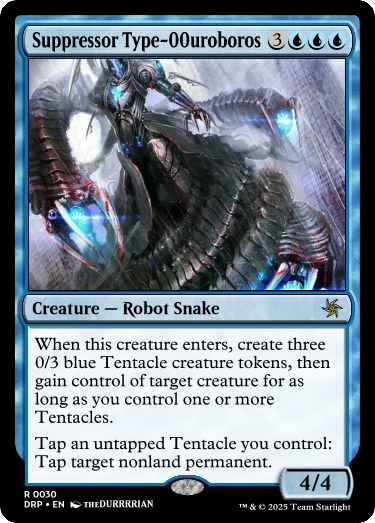 Suppressor Type-00uroboros 3
Creature — Robot Snake
When this creature enters, create three
0/3 blue Tentacle creature tokens, then
gain control of target creature for as
long as you control one or more
Tentacles.
Tap an untapped Tentacle you control:
Tap target nonland permanent.
4/4
R 0030
DRP • EN THEDURRRRIAN
™ & © 2025 Team Starlight